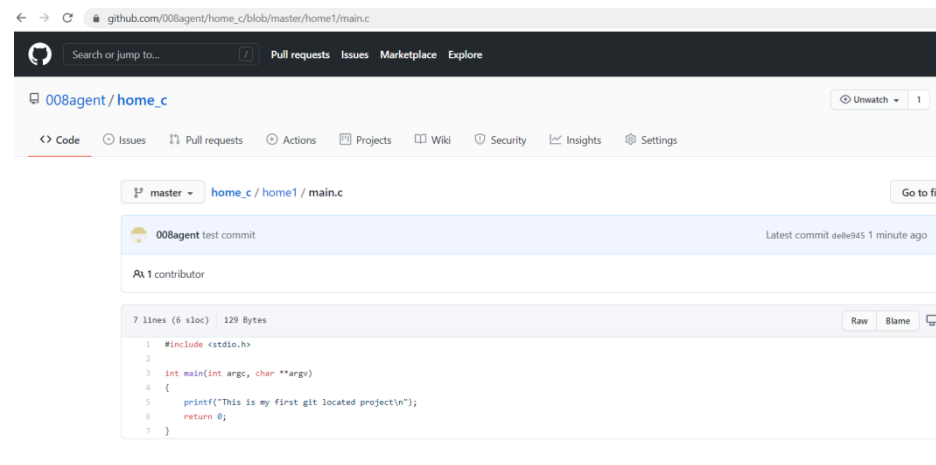 github.com/008agent/home_c/blob/master/home1/main.c
Search or jump to... / Pull requests Issues Marketplace Explore
008agent / home_c Unwatch 1
<> Code Issues Pull requests Actions Projects Wiki Security Insights Settings
master home_c / home1 / main.c Go to fi
008agent test commit Latest commit de0e945 1 minute ago
1 contributor
7 lines (6 sloc) 129 Bytes Raw Blame
1 #include <stdio.h>
2
3 int main(int argc, char **argv)
4 {
5 printf("This is my first git located project\n");
6 return 0;
7 }